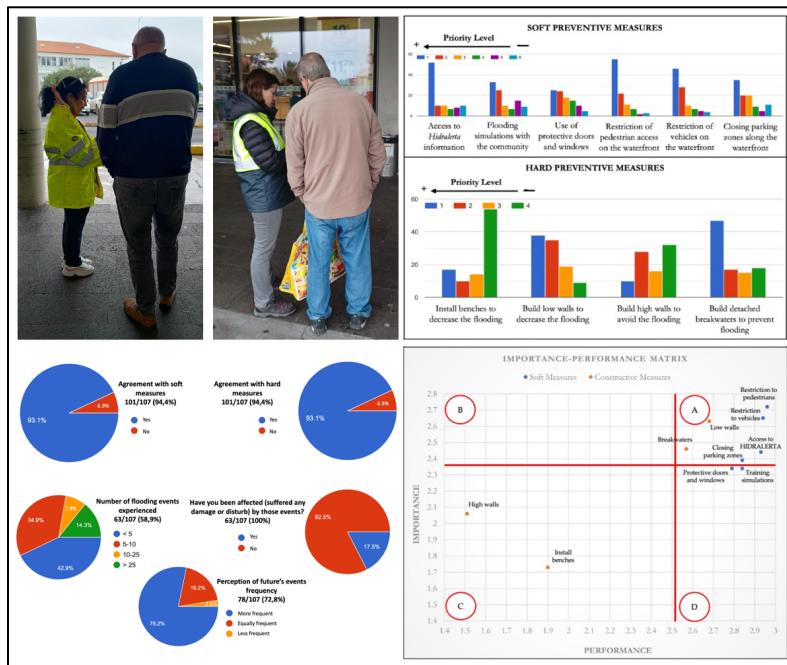 SOFT PREVENTIVE MEASURES
Priority Level
+
1 2 3 4 5 6
60
40
20
0
Access to Hidralerta information
Flooding simulations with the community
Use of protective doors and windows
Restriction of pedestrian access on the waterfront
Restriction of vehicles on the waterfront
Closing parking zones along the waterfront
HARD PREVENTIVE MEASURES
Priority Level
+
1 2 3 4
60
40
20
0
Install benches to decrease the flooding
Build low walls to decrease the flooding
Build high walls to avoid the flooding
Build detached breakwaters to prevent flooding
Agreement with soft
measures
101/107 (94,4%)
Yes
No
93.1%
6.9%
Agreement with hard
measures
101/107 (94,4%)
Yes
No
93.1%
6.9%
Number of flooding events
experienced
63/107 (58,9%)
< 5
5-10
10-25
> 25
34.9%
7.9%
14.3%
42.9%
Have you been affected (suffered any
damage or disturb) by those events?
63/107 (100%)
Yes
No
82.5%
17.5%
Perception of future's events
frequency
78/107 (72,8%)
More frequent
Equally frequent
Less frequent
19.2%
78.2%
IMPORTANCE-PERFORMANCE MATRIX
Soft Measures Constructive Measures
IMPORTANCE
2.8
2.7
2.6
2.5
2.4
2.3
2.2
2.1
2
1.9
1.8
1.7
1.6
1.5
1.4
B
A
C
D
Restriction to
pedestrians
Restriction
to vehicles
Low walls
Breakwaters
Closing
parking zones
Access to
HIDRALERTA
Protective doors
and windows
Training
simulations
High walls
Install
benches
1.4 1.5 1.6 1.7 1.8 1.9 2 2.1 2.2 2.3 2.4 2.5 2.6 2.7 2.8 2.9 3
PERFORMANCE